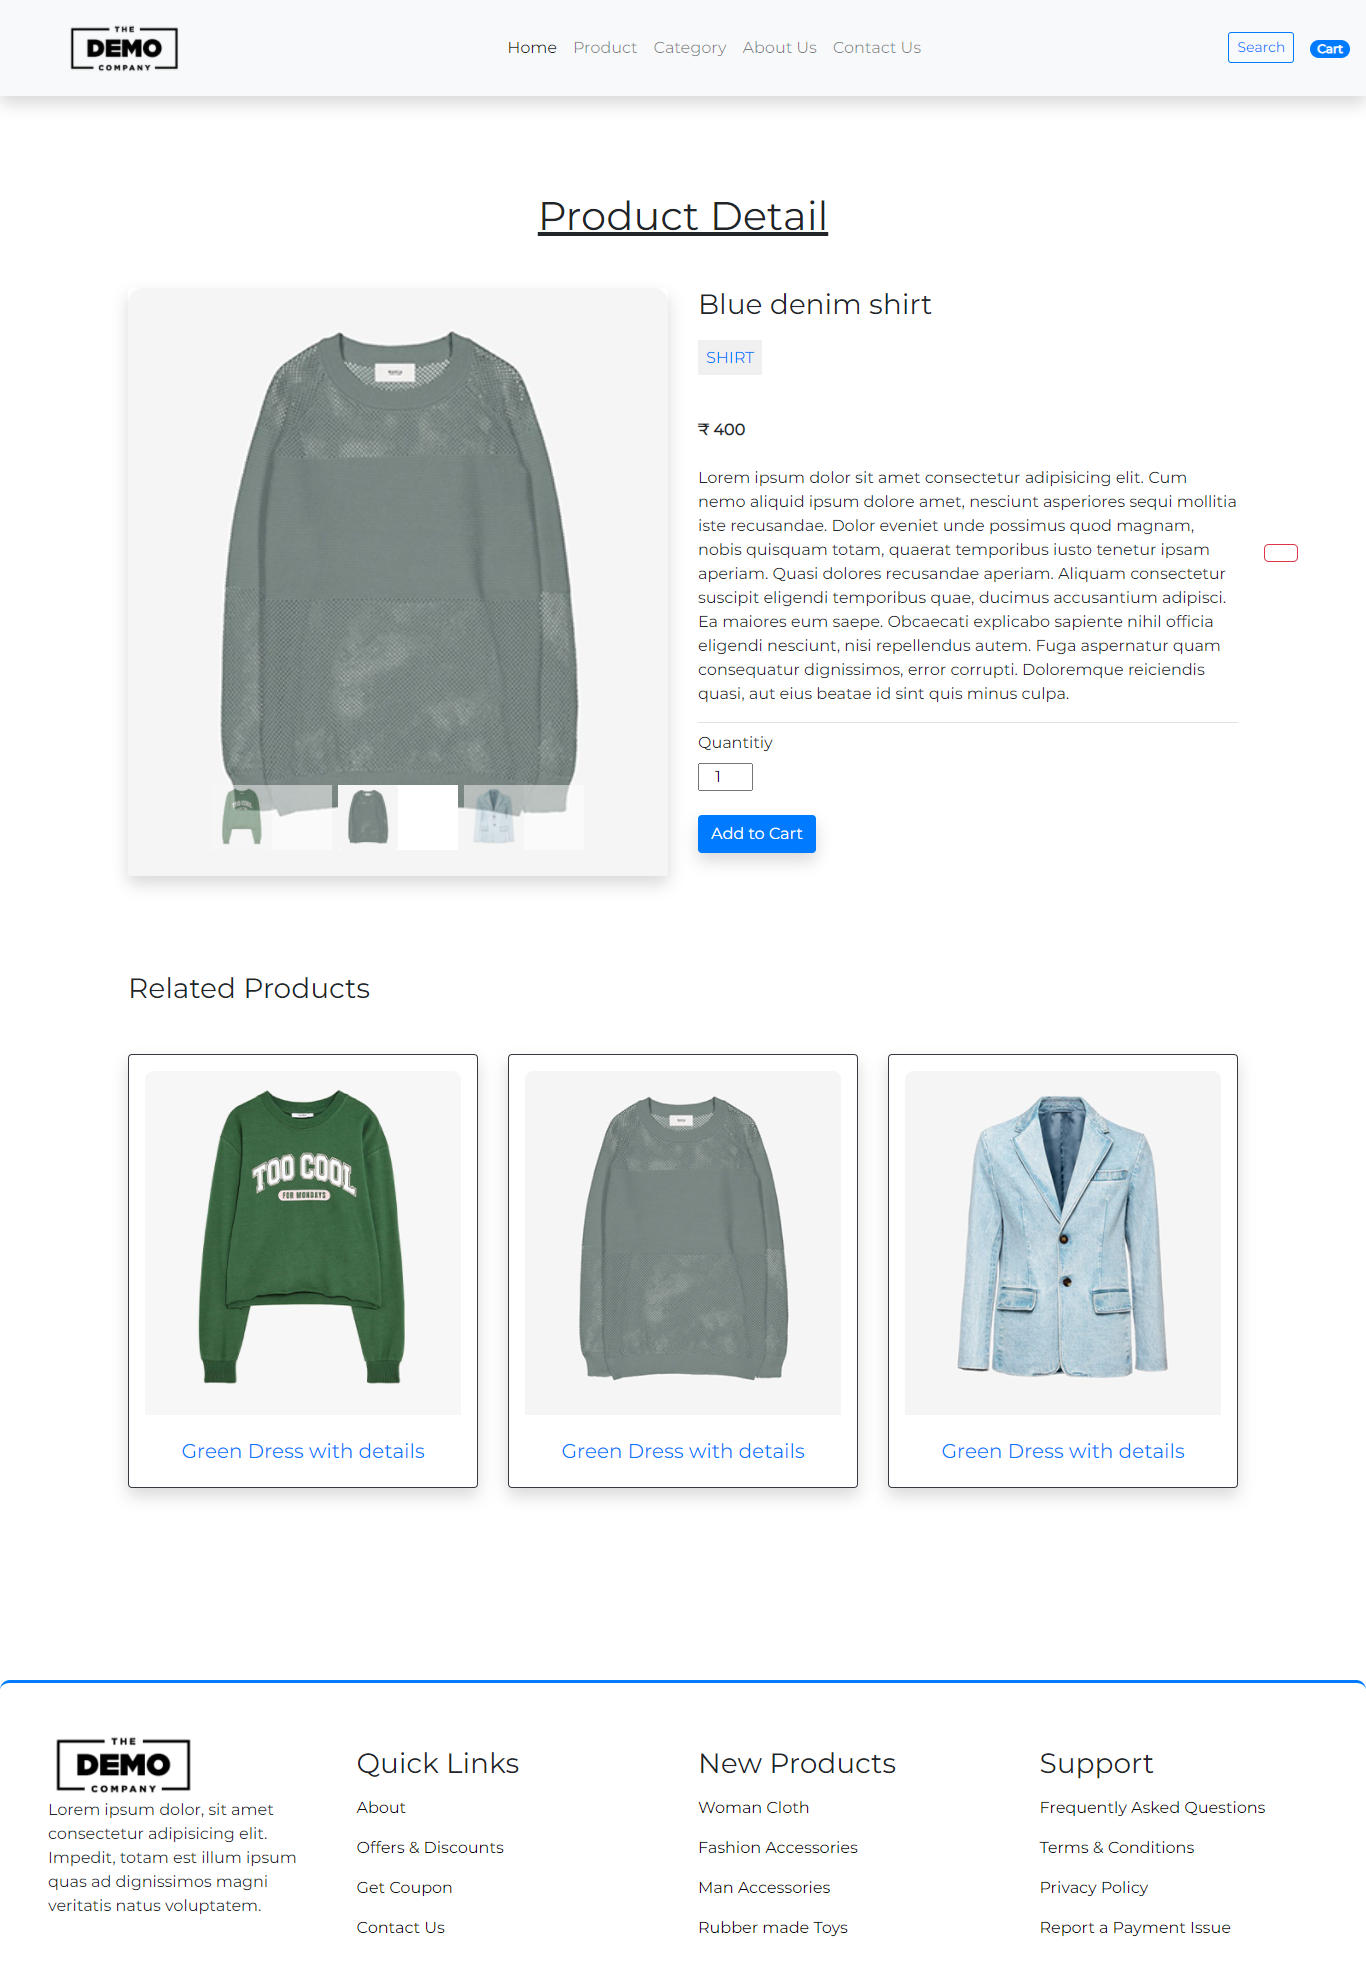 THE
DEMO
COMPANY
Home Product Category About Us Contact Us
Search
Cart
Product Detail
Blue denim shirt
SHIRT
₹ 400
Lorem ipsum dolor sit amet consectetur adipisicing elit. Cum
nemo aliquid ipsum dolore amet, nesciunt asperiores sequi mollitia
iste recusandae. Dolor eveniet unde possimus quod magnam,
nobis quisquam totam, quaerat temporibus iusto tenetur ipsam
aperiam. Quasi dolores recusandae aperiam. Aliquam consectetur
suscipit eligendi temporibus quae, ducimus accusantium adipisci.
Ea maiores eum saepe. Obcaecati explicabo sapiente nihil officia
eligendi nesciunt, nisi repellendus autem. Fuga aspernatur quam
consequatur dignissimos, error corrupti. Doloremque reiciendis
quasi, aut eius beatae id sint quis minus culpa.
Quantitiy
1
Add to Cart
TOO COOL
Related Products
TOO COOL
FOR MONDAYS
Green Dress with details
Green Dress with details
Green Dress with details
THE
DEMO
COMPANY
Lorem ipsum dolor, sit amet
consectetur adipisicing elit.
Impedit, totam est illum ipsum
quas ad dignissimos magni
veritatis natus voluptatem.
Quick Links
About
Offers & Discounts
Get Coupon
Contact Us
New Products
Woman Cloth
Fashion Accessories
Man Accessories
Rubber made Toys
Support
Frequently Asked Questions
Terms & Conditions
Privacy Policy
Report a Payment Issue